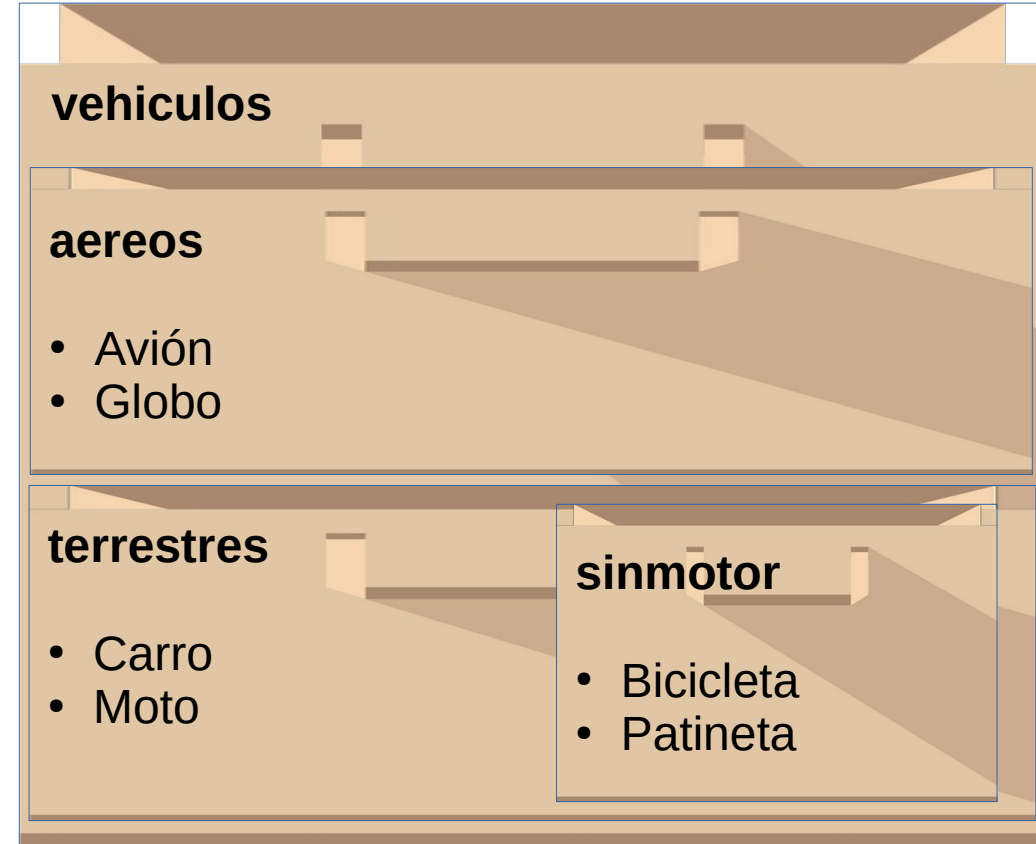 vehiculos
aereos
• Avión
• Globo
terrestres
• Carro
• Moto
sinmotor
• Bicicleta
• Patineta